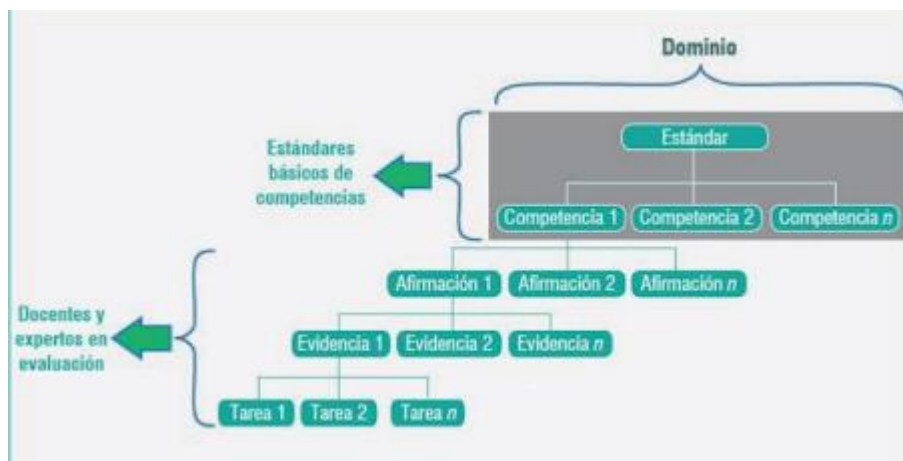 Dominio
Estándares
básicos de
competencias
Estándar
Competencia 1 Competencia 2 Competencia n
Afirmación 1 Afirmación 2 Afirmación n
Docentes y
expertos en
evaluación
Evidencia 1 Evidencia 2 Evidencia n
Tarea 1 Tarea 2 Tarea n